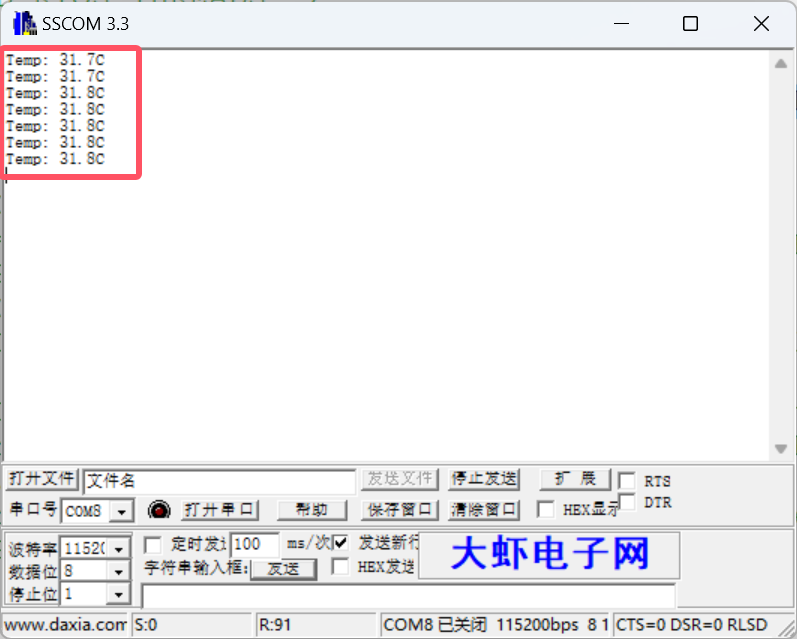 SSCOM 3.3
Temp: 31.7C
Temp: 31.7C
Temp: 31.8C
Temp: 31.8C
Temp: 31.8C
Temp: 31.8C
Temp: 31.8C
打开文件 文件名 发送文件 停止发送 扩 展 RTS
串口号 COM8 打开串口 帮助 保存窗口 清除窗口 HEX显示 DTR
波特率 11520 定时发送 100 ms/次 发送新行 大虾电子网
数据位 8 字符串输入框: 发送 HEX发送
停止位 1
www.daxia.com S:0 R:91 COM8 已关闭 115200bps 8 1 CTS=0 DSR=0 RLSD